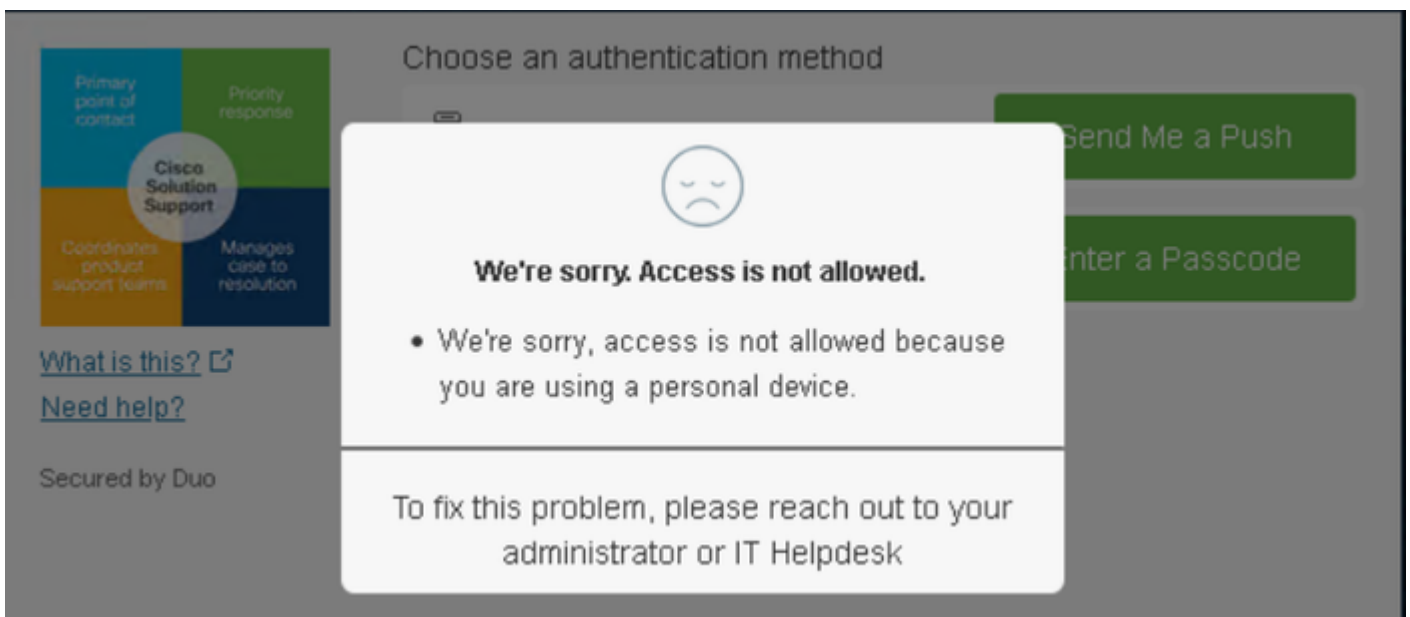 Choose an authentication method
Primary
point of
contact
Priority
response
Cisco
Solution
Support
Coordinates
product
support teams
Manages
case to
resolution
What is this?
Need help?
Secured by Duo
Send Me a Push
Enter a Passcode
We're sorry. Access is not allowed.
• We're sorry, access is not allowed because
you are using a personal device.
To fix this problem, please reach out to your
administrator or IT Helpdesk